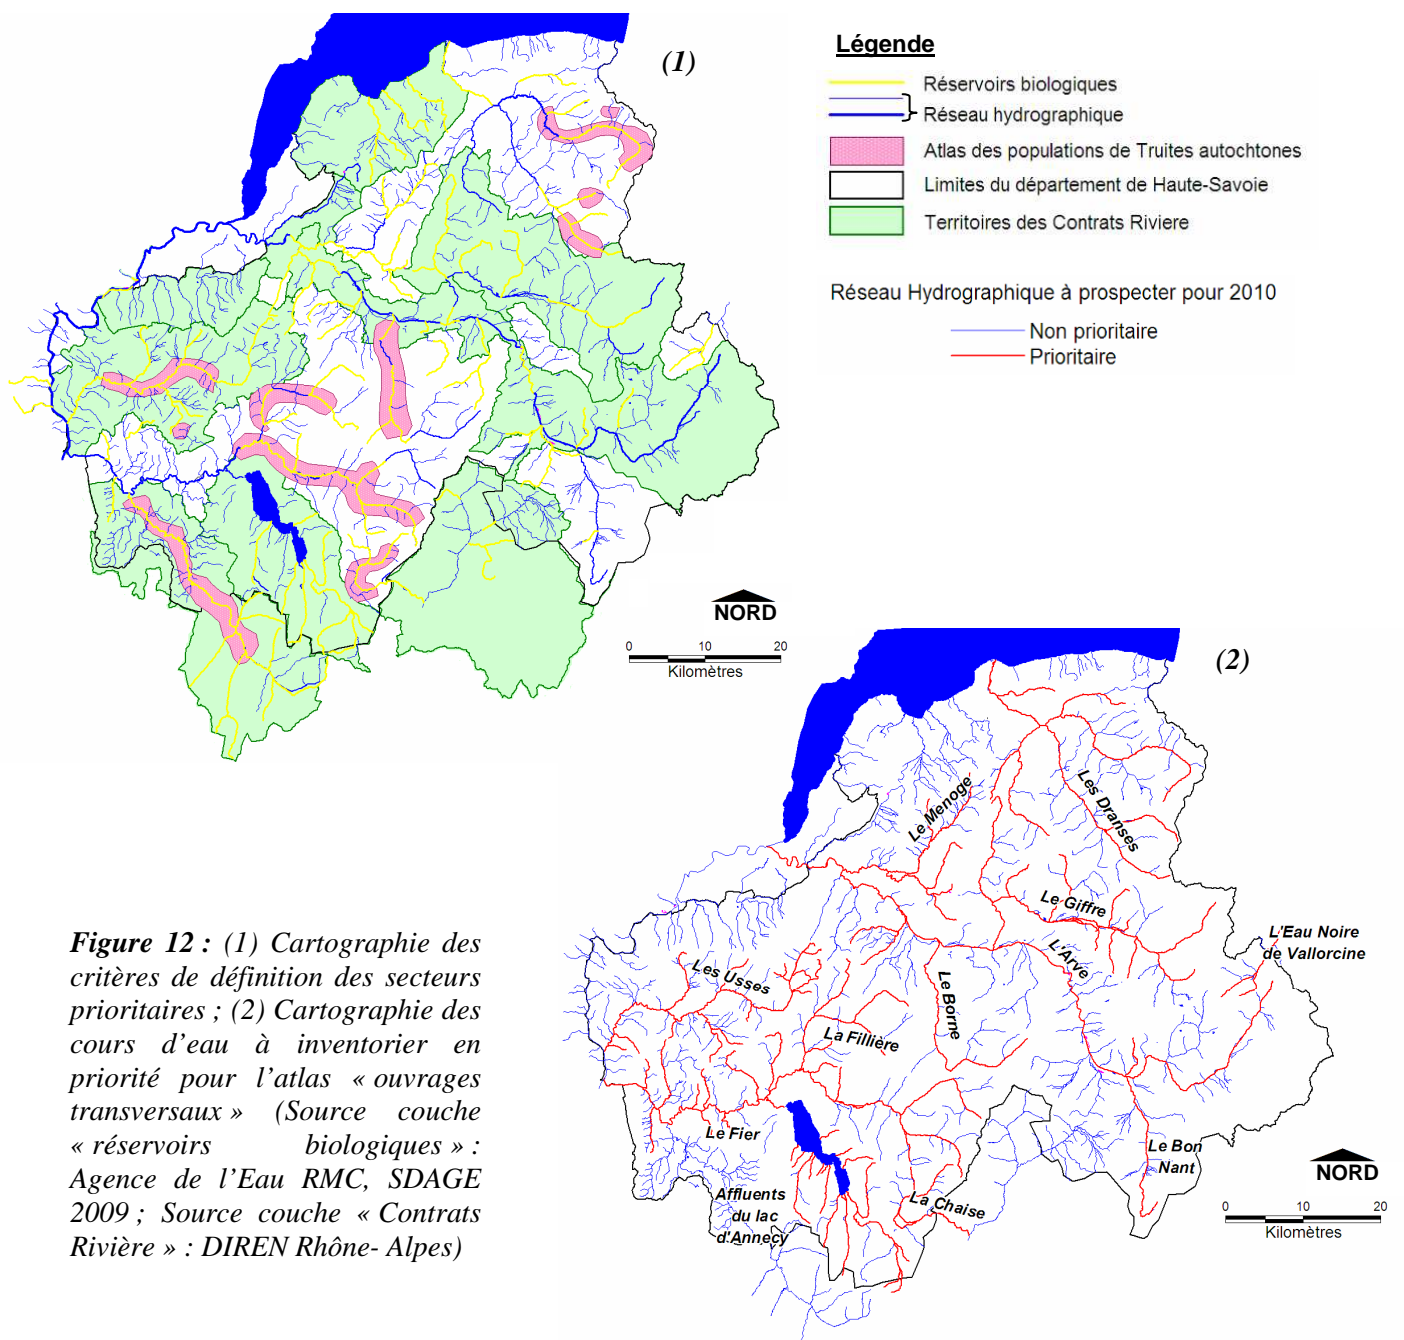 (1)
Légende
Réservoirs biologiques
Réseau hydrographique
Atlas des populations de Truites autochtones
Limites du département de Haute-Savoie
Territoires des Contrats Riviere
Réseau Hydrographique à prospecter pour 2010
Non prioritaire
Prioritaire
NORD
0 10 20
Kilomètres
(2)
Le Menoge
Les Dranses
Le Giffre
L'Eau Noire
de Vallorcine
L'Arve
Les Usses
Le Borne
La Fillière
Le Fier
Le Bon
Nant
Affluents
du lac
d'Annecy
La Chaise
NORD
0 10 20
Kilomètres
Figure 12 : (1) Cartographie des
critères de définition des secteurs
prioritaires ; (2) Cartographie des
cours d'eau à inventorier en
priorité pour l'atlas « ouvrages
transversaux » (Source couche
« réservoirs biologiques » :
Agence de l'Eau RMC, SDAGE
2009 ; Source couche « Contrats
Rivière » : DIREN Rhône- Alpes)